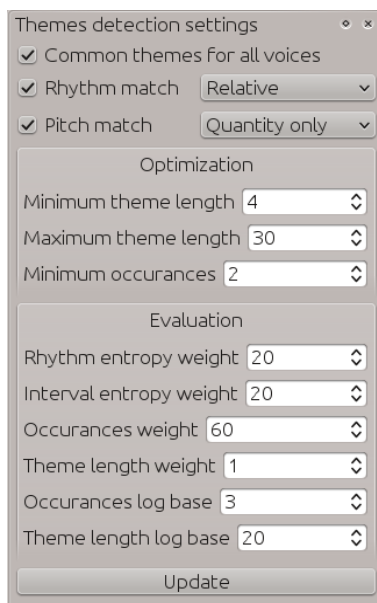 Themes detection settings
Common themes for all voices
Rhythm match Relative
Pitch match Quantity only
Optimization
Minimum theme length 4
Maximum theme length 30
Minimum occurances 2
Evaluation
Rhythm entropy weight 20
Interval entropy weight 20
Occurances weight 60
Theme length weight 1
Occurances log base 3
Theme length log base 20
Update